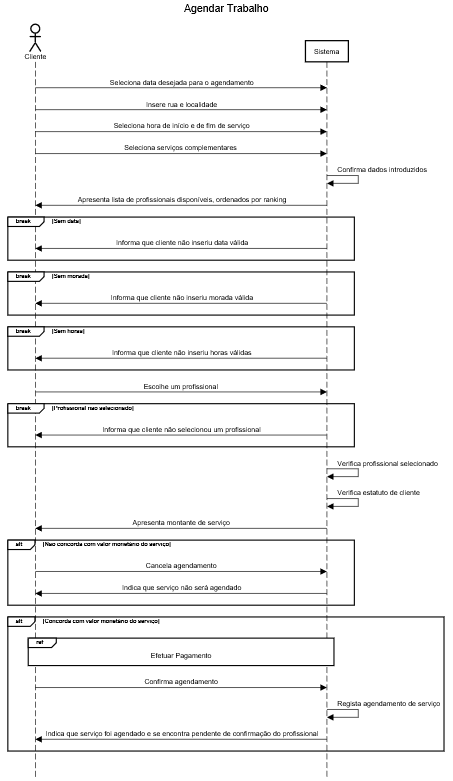 Agendar Trabalho
Cliente
Sistema
Seleciona data desejada para o agendamento
Insere rua e localidade
Seleciona hora de início e de fim de serviço
Seleciona serviços complementares
Confirma dados introduzidos
Apresenta lista de profissionais disponíveis, ordenados por ranking
break [Sem data]
Informa que cliente não inseriu data válida
break [Sem morada]
Informa que cliente não inseriu morada válida
break [Sem horas]
Informa que cliente não inseriu horas válidas
Escolhe um profissional
break [Profissional não selecionado]
Informa que cliente não selecionou um profissional
Verifica profissional selecionado
Verifica estatuto de cliente
Apresenta montante de serviço
alt [Não concorda com valor monetário do serviço]
Cancela agendamento
Indica que serviço não será agendado
alt [Concorda com valor monetário do serviço]
ref
Efetuar Pagamento
Confirma agendamento
Regista agendamento de serviço
Indica que serviço foi agendado e se encontra pendente de confirmação do profissional